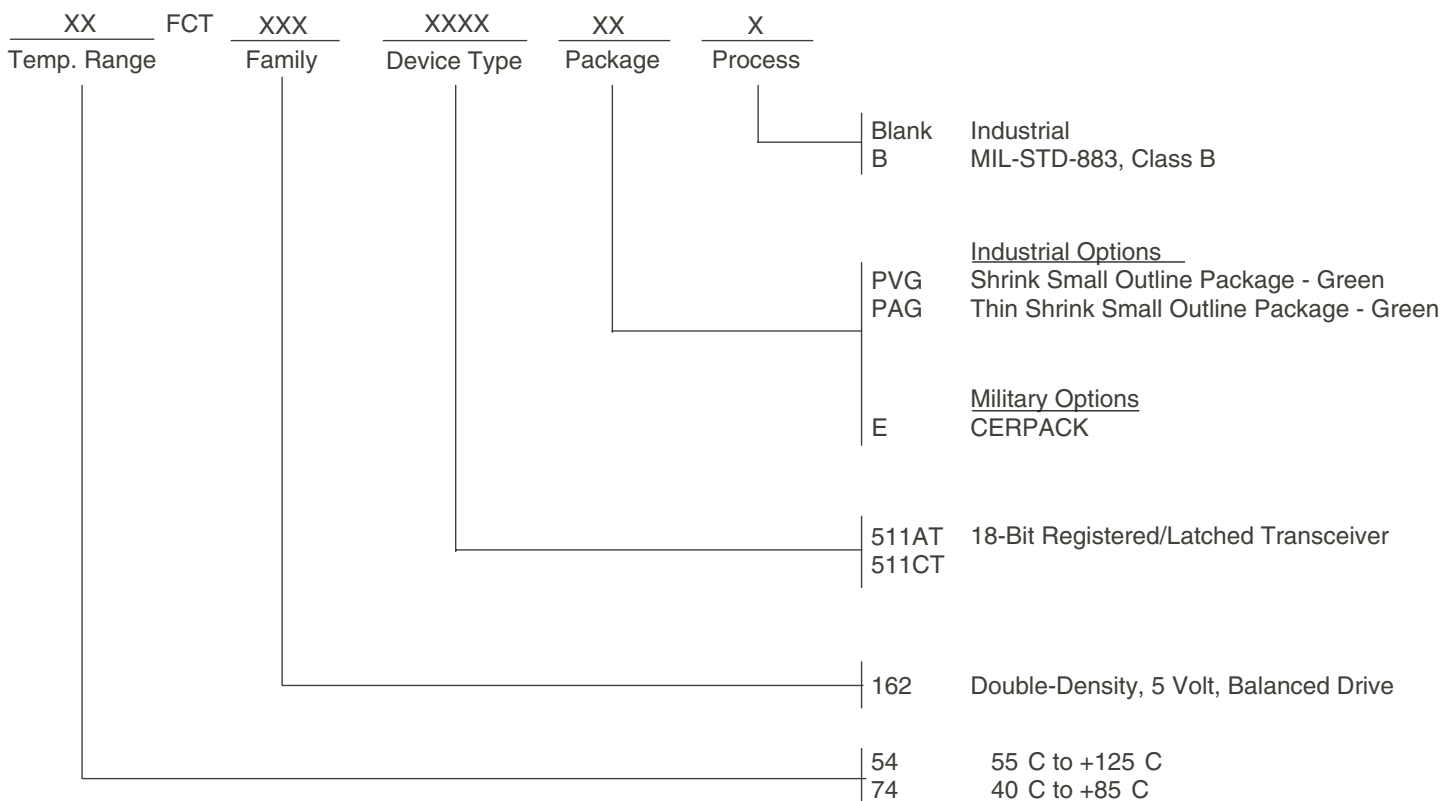 XX FCT XXX XXXX XX X
Temp. Range Family Device Type Package Process
Blank Industrial
B MIL-STD-883, Class B
Industrial Options
PVG Shrink Small Outline Package - Green
PAG Thin Shrink Small Outline Package - Green
Military Options
E CERPACK
511AT 18-Bit Registered/Latched Transceiver
511CT
162 Double-Density, 5 Volt, Balanced Drive
54 55 C to +125 C
74 40 C to +85 C